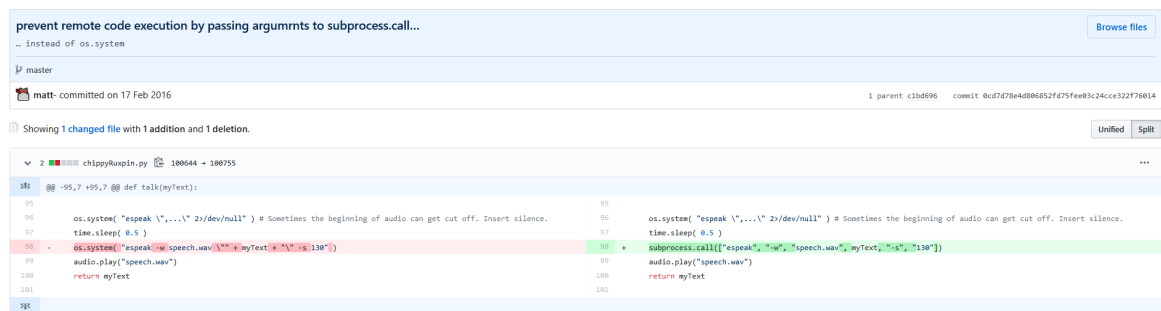 prevent remote code execution by passing argumrnts to subprocess.call...
Browse files
… instead of os.system
master
matt- committed on 17 Feb 2016
1 parent c1bd696 commit 0cd7d78e4d806852fd75fee03c24cce322f76014
Showing 1 changed file with 1 addition and 1 deletion.
Unified Split
2 chippyRuxpin.py 100644 → 100755
@@ -95,7 +95,7 @@ def talk(myText):
95 95
96 os.system( "espeak \",...\" 2>/dev/null" ) # Sometimes the beginning of audio can get cut off. Insert silence. 96 os.system( "espeak \",...\" 2>/dev/null" ) # Sometimes the beginning of audio can get cut off. Insert silence.
97 time.sleep( 0.5 ) 97 time.sleep( 0.5 )
98 - os.system( "espeak -w speech.wav \"" + myText + "\" -s 130" ) 98 + subprocess.call(["espeak", "-w", "speech.wav", myText, "-s", "130"])
99 audio.play("speech.wav") 99 audio.play("speech.wav")
100 return myText 100 return myText
101 101